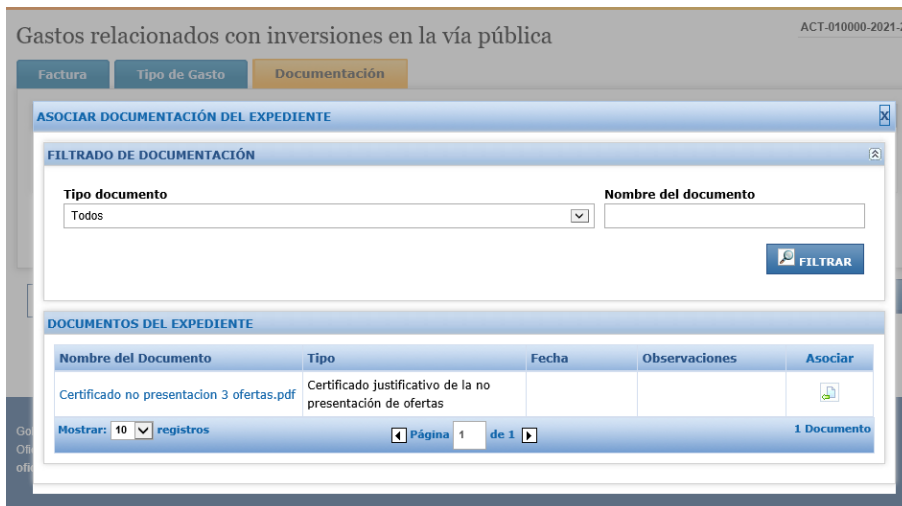 Gastos relacionados con inversiones en la vía pública
ACT-010000-2021-
Factura
Tipo de Gasto
Documentación
ASOCIAR DOCUMENTACIÓN DEL EXPEDIENTE
X
FILTRADO DE DOCUMENTACIÓN
Tipo documento
Nombre del documento
Todos
FILTRAR
DOCUMENTOS DEL EXPEDIENTE
Nombre del Documento
Tipo
Fecha
Observaciones
Asociar
Certificado no presentacion 3 ofertas.pdf
Certificado justificativo de la no
presentación de ofertas
Mostrar: 10 registros
Página 1 de 1
1 Documento